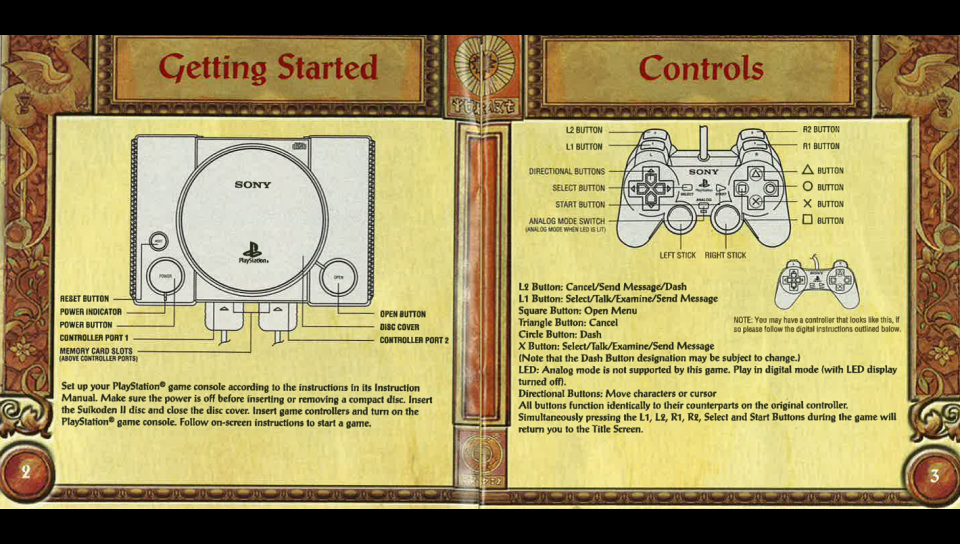 Getting Started
SONY
PlayStation
RESET
POWER
OPEN
RESET BUTTON
POWER INDICATOR
POWER BUTTON
CONTROLLER PORT 1
MEMORY CARD SLOTS
(ABOVE CONTROLLER PORTS)
OPEN BUTTON
DISC COVER
CONTROLLER PORT 2
Set up your PlayStation® game console according to the instructions in its Instruction
Manual. Make sure the power is off before inserting or removing a compact disc. Insert
the Suikoden II disc and close the disc cover. Insert game controllers and turn on the
PlayStation® game console. Follow on-screen instructions to start a game.
2
Controls
L2 BUTTON
L1 BUTTON
DIRECTIONAL BUTTONS
SELECT BUTTON
START BUTTON
ANALOG MODE SWITCH
(ANALOG MODE WHEN LED IS LIT)
SONY
PlayStation
SELECT
START
ANALOG
R2 BUTTON
R1 BUTTON
△ BUTTON
○ BUTTON
✕ BUTTON
□ BUTTON
LEFT STICK RIGHT STICK
SONY
NOTE: You may have a controller that looks like this, if
so please follow the digital instructions outlined below.
L2 Button: Cancel/Send Message/Dash
L1 Button: Select/Talk/Examine/Send Message
Square Button: Open Menu
Triangle Button: Cancel
Circle Button: Dash
X Button: Select/Talk/Examine/Send Message
(Note that the Dash Button designation may be subject to change.)
LED: Analog mode is not supported by this game. Play in digital mode (with LED display
turned off).
Directional Buttons: Move characters or cursor
All buttons function identically to their counterparts on the original controller.
Simultaneously pressing the L1, L2, R1, R2, Select and Start Buttons during the game will
return you to the Title Screen.
3